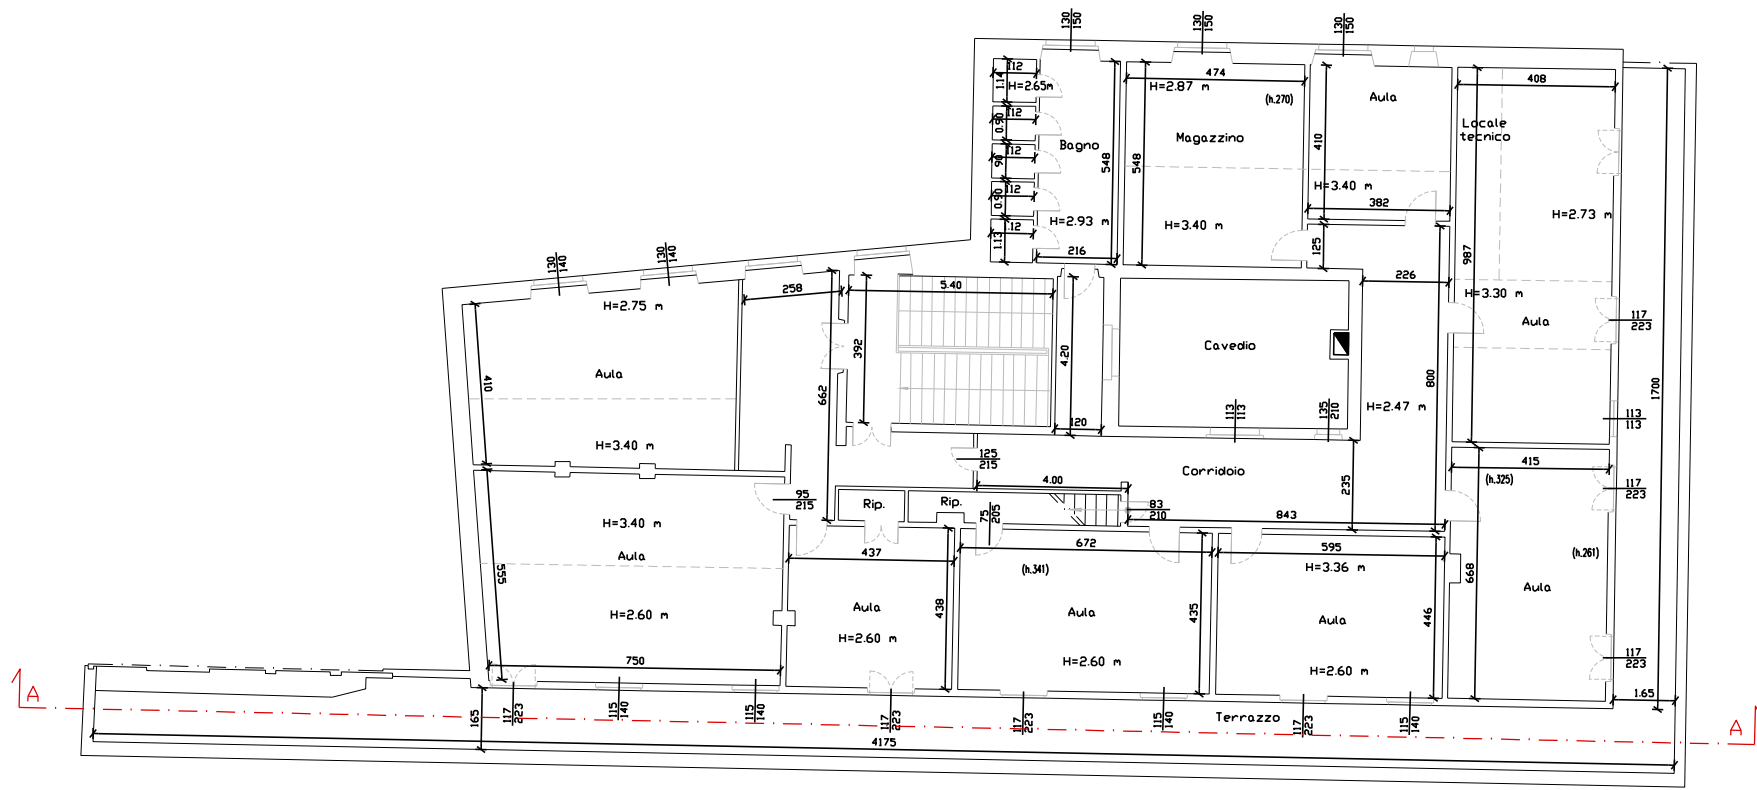 130
150
130
150
130
150
112
1.14
H=2.65m
112
0.90
112
90
112
0.90
112
1.13
Bagno
548
H=2.93 m
216
474
H=2.87 m
(h.270)
Magazzino
548
H=3.40 m
Aula
410
H=3.40 m
382
125
226
408
Locale
tecnico
H=2.73 m
987
H=3.30 m
Aula
117
223
1700
113
113
130
140
130
140
258
5.40
H=2.75 m
Aula
410
H=3.40 m
392
662
4.20
120
Cavedio
113
113
135
210
800
H=2.47 m
125
215
Corridoio
4.00
235
83
210
843
95
215
Rip.
Rip.
75
205
415
(h.325)
117
223
(h.261)
668
Aula
117
223
1.65
H=3.40 m
Aula
555
H=2.60 m
750
437
Aula
438
H=2.60 m
672
(h.341)
Aula
435
H=2.60 m
595
H=3.36 m
Aula
446
H=2.60 m
A
165
117
223
115
140
115
140
117
223
117
223
115
140
Terrazzo
117
223
115
140
A
4175